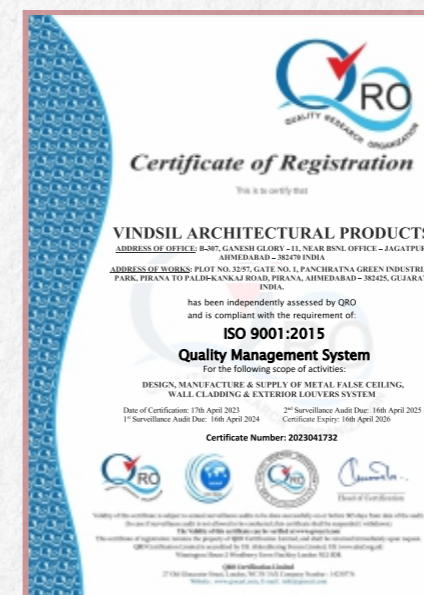 QRO
QUALITY RESEARCH ORGANIZATION
Certificate of Registration
This is to certify that
VINDSIL ARCHITECTURAL PRODUCTS
ADDRESS OF OFFICE: B-307, GANESH GLORY – 11, NEAR BSNL OFFICE – JAGATPUR
AHMEDABAD – 382470 INDIA
ADDRESS OF WORKS: PLOT NO. 32/57, GATE NO. 1, PANCHRATNA GREEN INDUSTRI
PARK, PIRANA TO PALDI-KANKAJ ROAD, PIRANA, AHMEDABAD – 382425, GUJARA
INDIA.
has been independently assessed by QRO
and is compliant with the requirement of:
ISO 9001:2015
Quality Management System
For the following scope of activities:
DESIGN, MANUFACTURE & SUPPLY OF METAL FALSE CEILING,
WALL CLADDING & EXTERIOR LOUVERS SYSTEM
Date of Certification: 17th April 2023 2nd Surveillance Audit Due: 16th April 2025
1st Surveillance Audit Due: 16th April 2024 Certificate Expiry: 16th April 2026
Certificate Number: 2023041732
QRO
QRO
Head of Certification
QRO Certification Limited